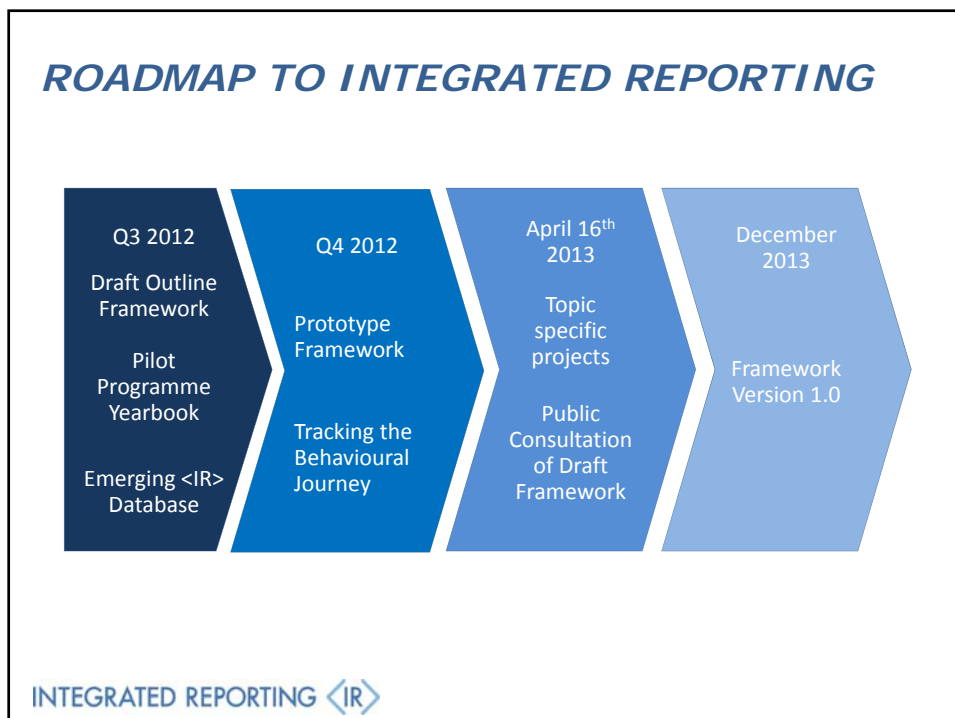 ROADMAP TO INTEGRATED REPORTING
Q3 2012
Draft Outline
Framework
Pilot
Programme
Yearbook
Emerging <IR>
Database
Q4 2012
Prototype
Framework
Tracking the
Behavioural
Journey
April 16th
2013
Topic
specific
projects
Public
Consultation
of Draft
Framework
December
2013
Framework
Version 1.0
INTEGRATED REPORTING <IR>